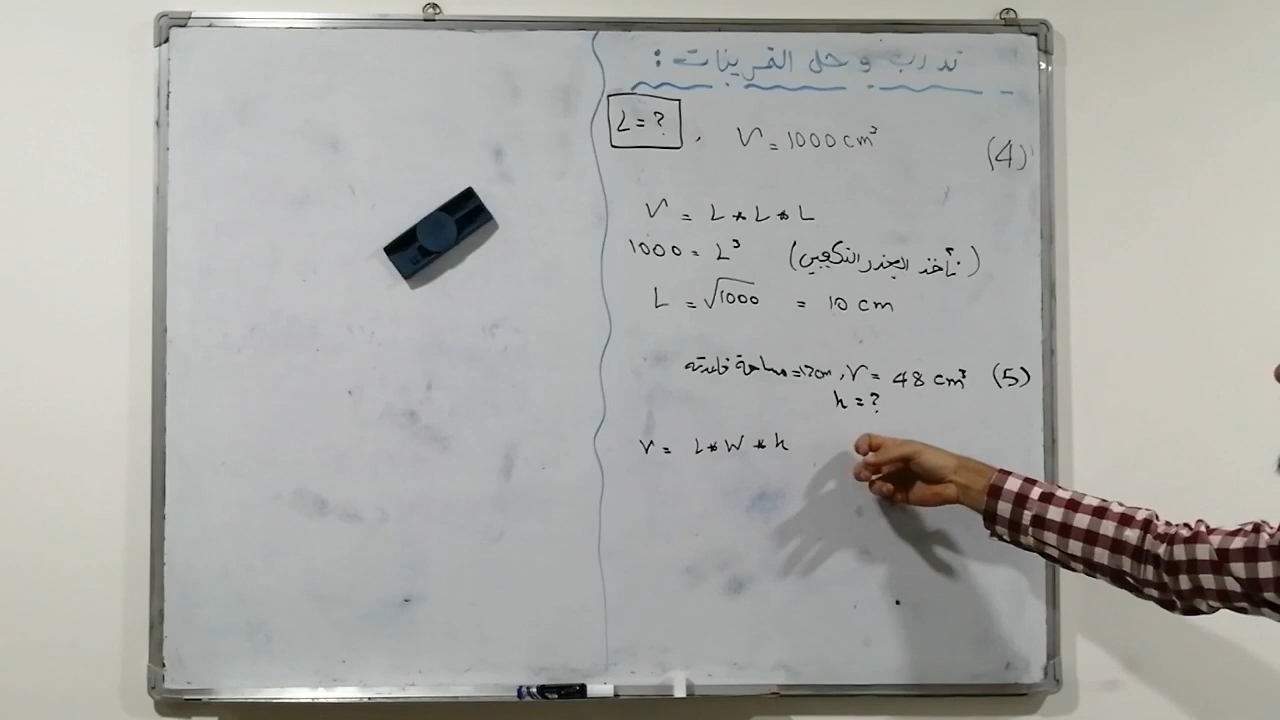 تدرب وحل التمرينات :
(4) V = 1000 cm³ , L = ?
V = L * L * L
1000 = L³ (نأخذ الجذر التكعيبي)
L = √1000 = 10 cm
(5) V = 48 cm³ , مساحة قاعدته = 12cm
h = ?
V = L * W * h